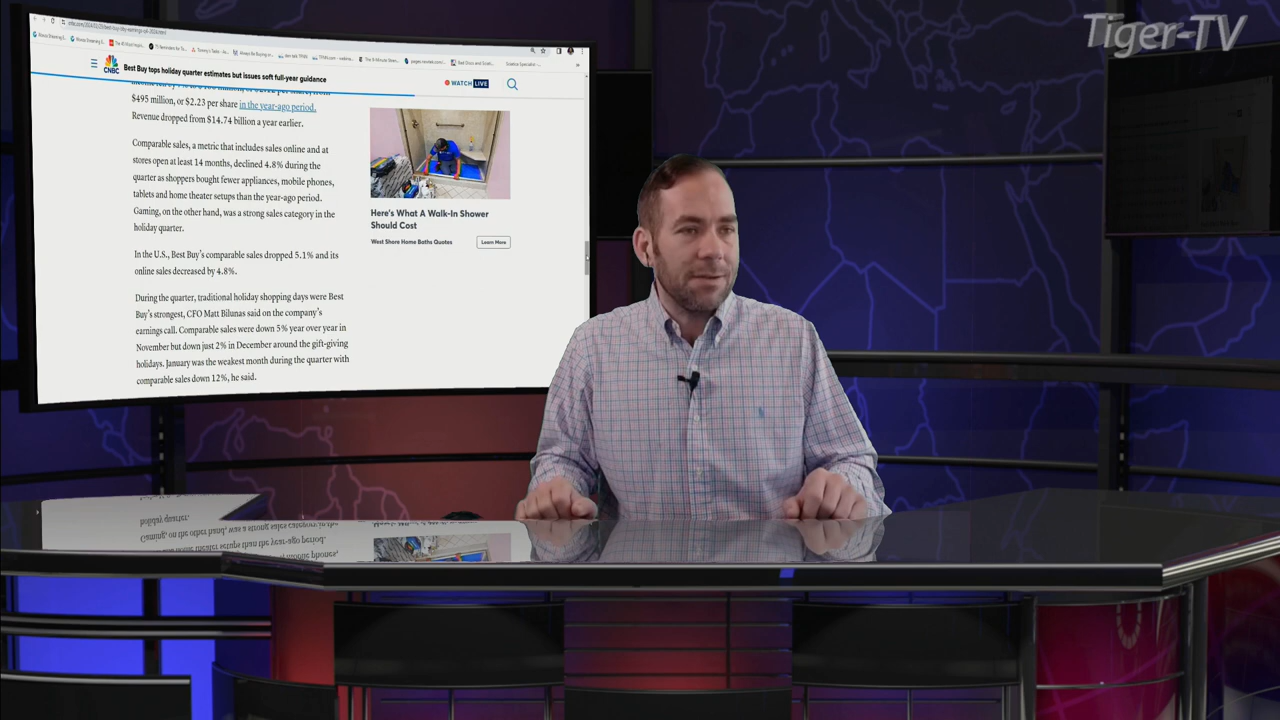 Tiger-TV
CNBC
Best Buy tops holiday quarter estimates but issues soft full-year guidance
WATCH LIVE
$495 million, or $2.23 per share in the year-ago period.
Revenue dropped from $14.74 billion a year earlier.
Comparable sales, a metric that includes sales online and at
stores open at least 14 months, declined 4.8% during the
quarter as shoppers bought fewer appliances, mobile phones,
tablets and home theater setups than the year-ago period.
Gaming, on the other hand, was a strong sales category in the
holiday quarter.
In the U.S., Best Buy's comparable sales dropped 5.1% and its
online sales decreased by 4.8%.
During the quarter, traditional holiday shopping days were Best
Buy's strongest, CFO Matt Bilunas said on the company's
earnings call. Comparable sales were down 5% year over year in
November but down just 2% in December around the gift-giving
holidays. January was the weakest month during the quarter with
comparable sales down 12%, he said.
Here's What A Walk-In Shower
Should Cost
West Shore Home Baths Quotes
Learn More